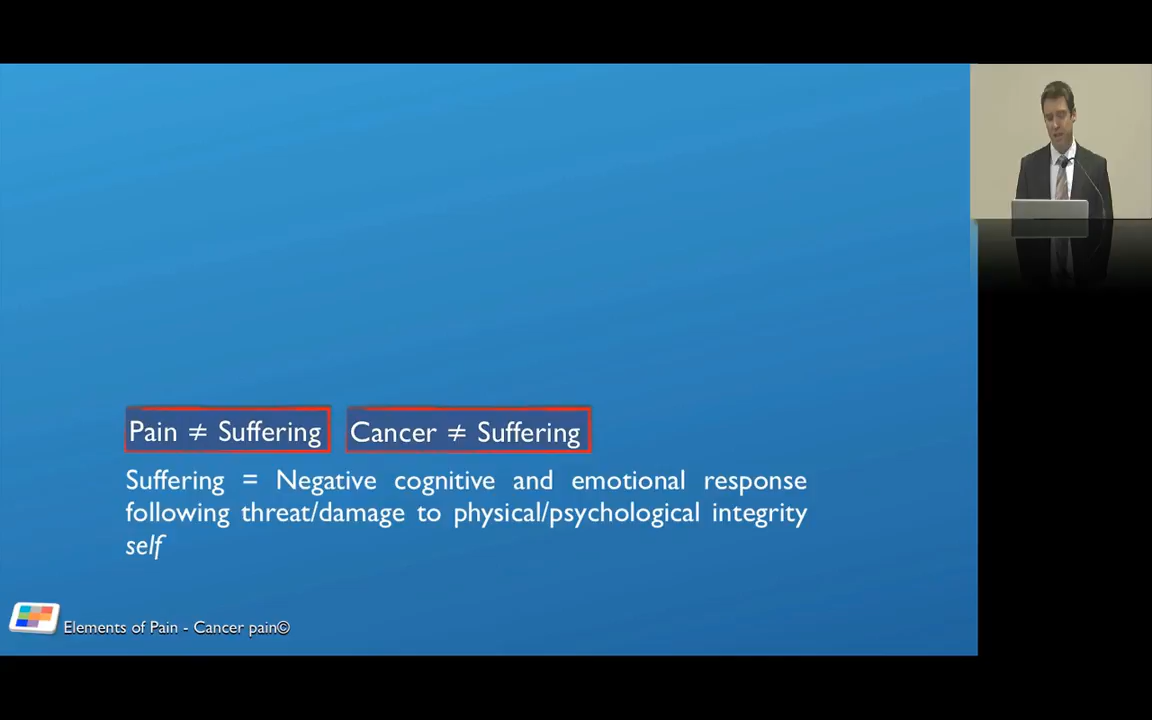 Pain ≠ Suffering Cancer ≠ Suffering
Suffering = Negative cognitive and emotional response
following threat/damage to physical/psychological integrity
self
Elements of Pain - Cancer pain©